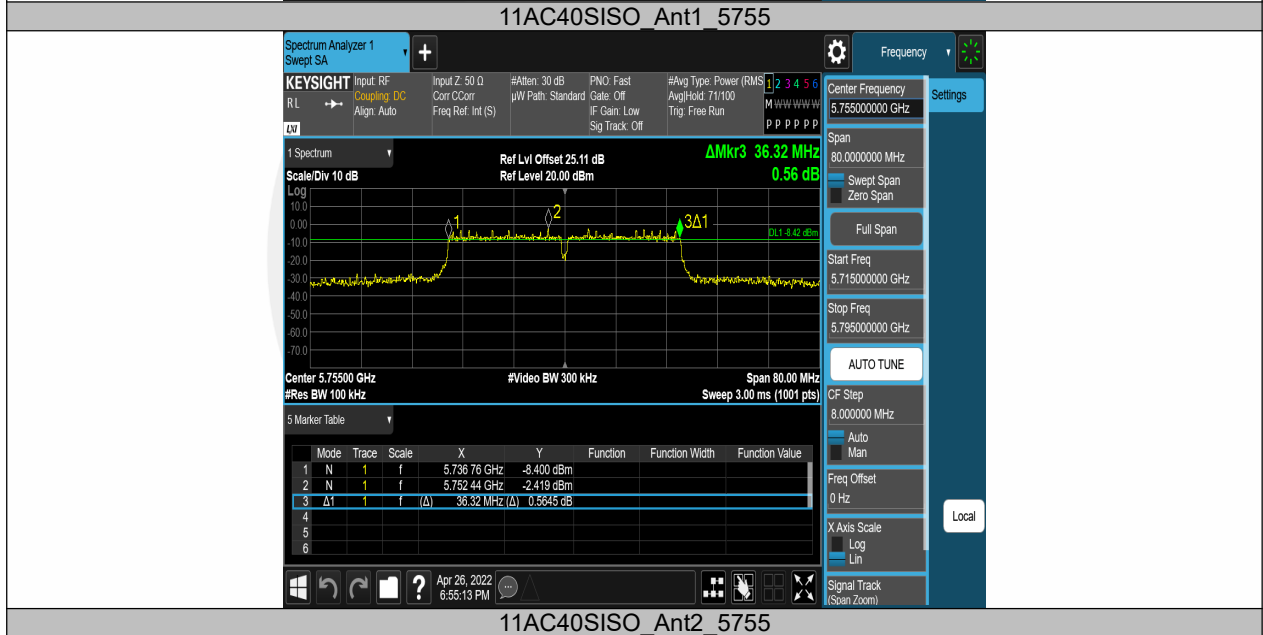 11AC40SISO_Ant1_5755
Spectrum Analyzer 1
Swept SA
Frequency
KEYSIGHT
RL
LXI
Input: RF
Coupling: DC
Align: Auto
Input Z: 50 Ω
Corr CCorr
Freq Ref: Int (S)
#Atten: 30 dB
µW Path: Standard
PNO: Fast
Gate: Off
IF Gain: Low
Sig Track: Off
#Avg Type: Power (RMS
Avg|Hold: 71/100
Trig: Free Run
1 2 3 4 5 6
M W W W W W
P P P P P P
Center Frequency
5.755000000 GHz
Settings
Span
80.0000000 MHz
Swept Span
Zero Span
Full Span
Start Freq
5.715000000 GHz
Stop Freq
5.795000000 GHz
AUTO TUNE
CF Step
8.000000 MHz
Auto
Man
Freq Offset
0 Hz
X Axis Scale
Log
Lin
Signal Track
(Span Zoom)
Local
1 Spectrum
Scale/Div 10 dB
Ref Lvl Offset 25.11 dB
Ref Level 20.00 dBm
ΔMkr3 36.32 MHz
0.56 dB
Log
10.0
0.00
-10.0
-20.0
-30.0
-40.0
-50.0
-60.0
-70.0
1
2
3Δ1
DL1 -8.42 dBm
Center 5.75500 GHz
#Video BW 300 kHz
Span 80.00 MHz
#Res BW 100 kHz
Sweep 3.00 ms (1001 pts)
5 Marker Table
Mode Trace Scale X Y Function Function Width Function Value
1 N 1 f 5.736 76 GHz -8.400 dBm
2 N 1 f 5.752 44 GHz -2.419 dBm
3 Δ1 1 f (Δ) 36.32 MHz (Δ) 0.5645 dB
4
5
6
?
Apr 26, 2022
6:55:13 PM
11AC40SISO_Ant2_5755